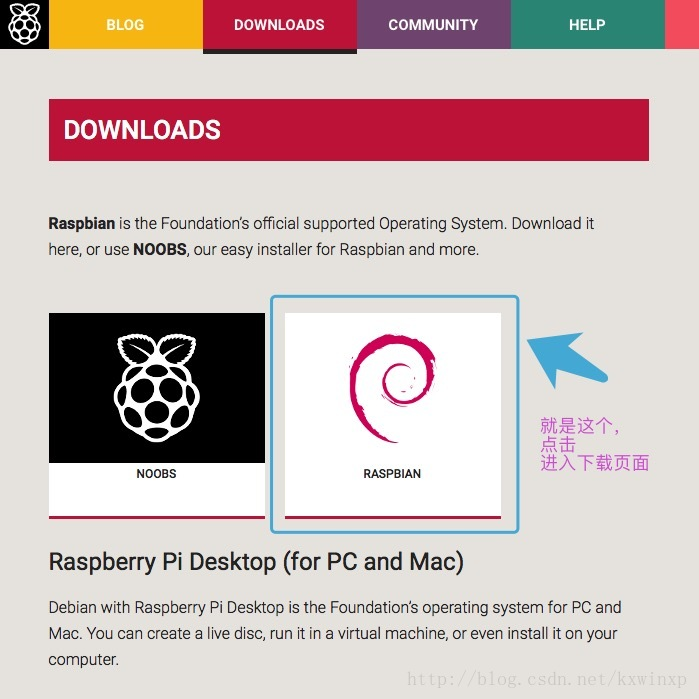 BLOG
DOWNLOADS
COMMUNITY
HELP
DOWNLOADS
Raspbian is the Foundation’s official supported Operating System. Download it
here, or use NOOBS, our easy installer for Raspbian and more.
NOOBS
RASPBIAN
就是这个，
点击
进入下载页面
Raspberry Pi Desktop (for PC and Mac)
Debian with Raspberry Pi Desktop is the Foundation’s operating system for PC and
Mac. You can create a live disc, run it in a virtual machine, or even install it on your
computer.
http://blog.csdn.net/kxwinxp